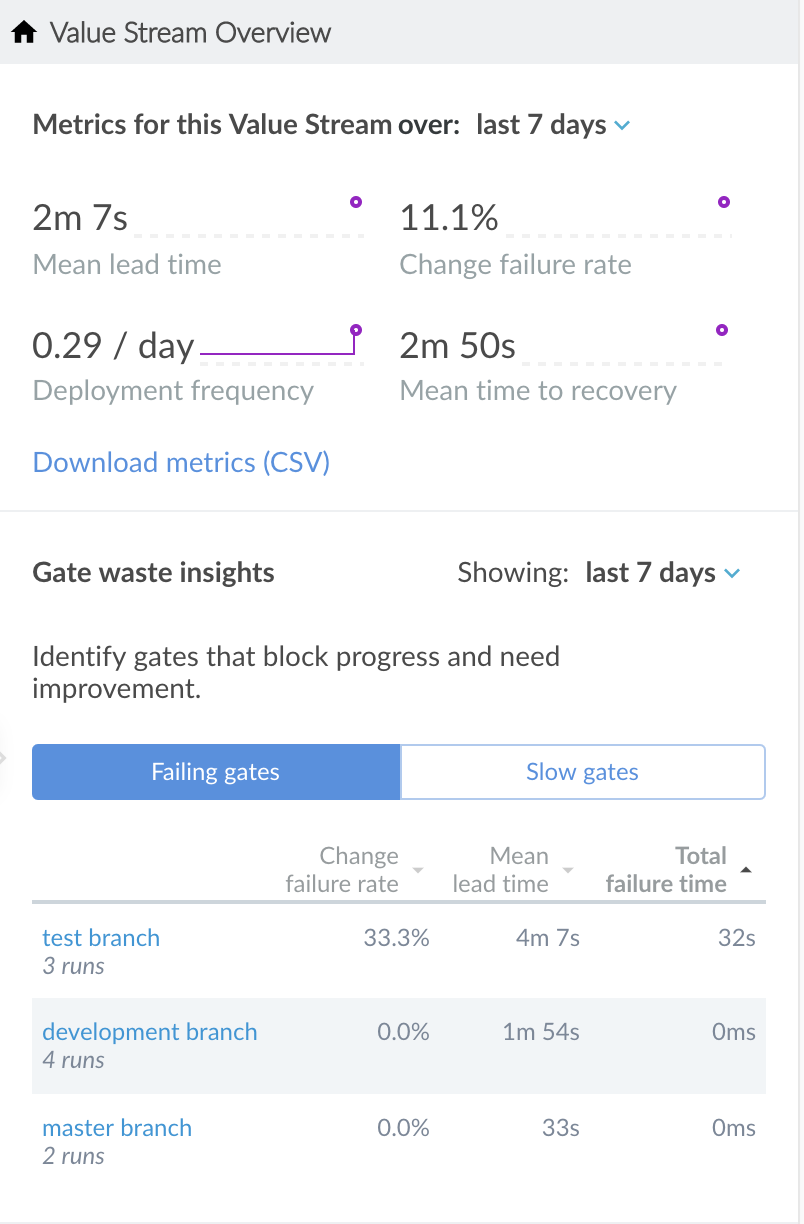 Value Stream Overview
Metrics for this Value Stream over: last 7 days
2m 7s 11.1%
Mean lead time Change failure rate
0.29 / day 2m 50s
Deployment frequency Mean time to recovery
Download metrics (CSV)
Gate waste insights Showing: last 7 days
Identify gates that block progress and need
improvement.
Failing gates Slow gates
Change Mean Total
failure rate lead time failure time
test branch 33.3% 4m 7s 32s
3 runs
development branch 0.0% 1m 54s 0ms
4 runs
master branch 0.0% 33s 0ms
2 runs